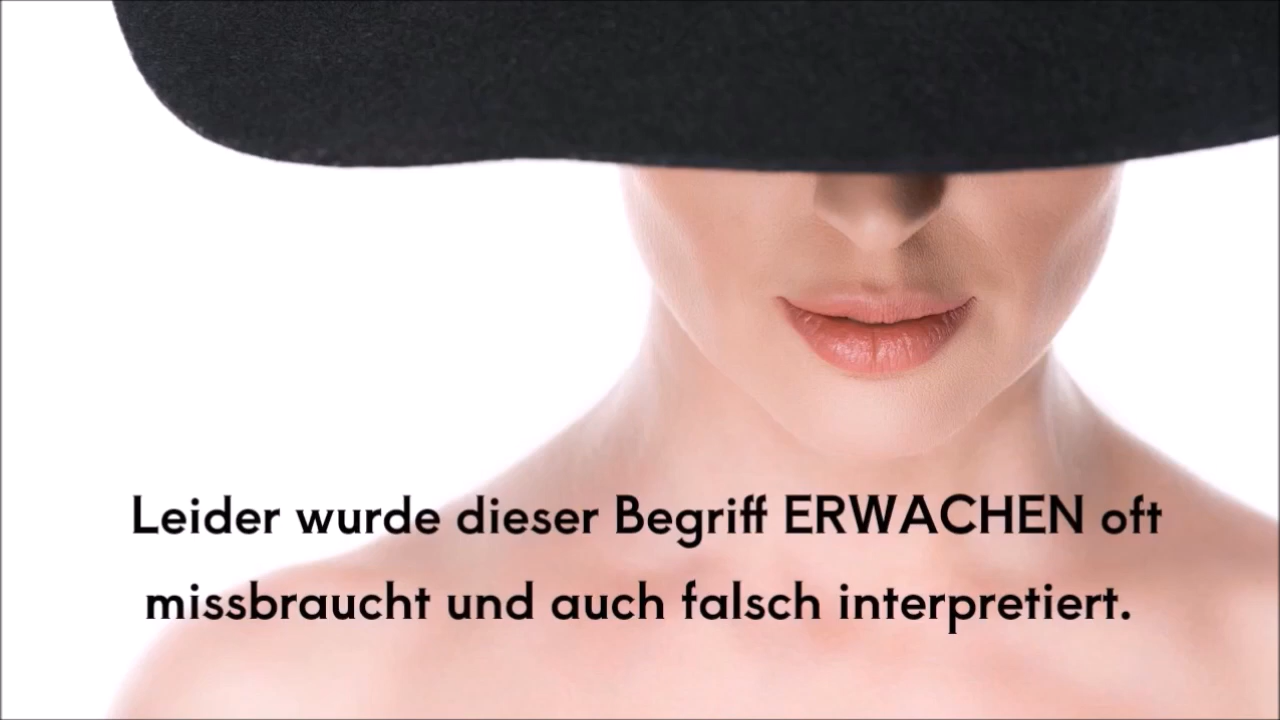 Leider wurde dieser Begriff ERWACHEN oft
missbraucht und auch falsch interpretiert.